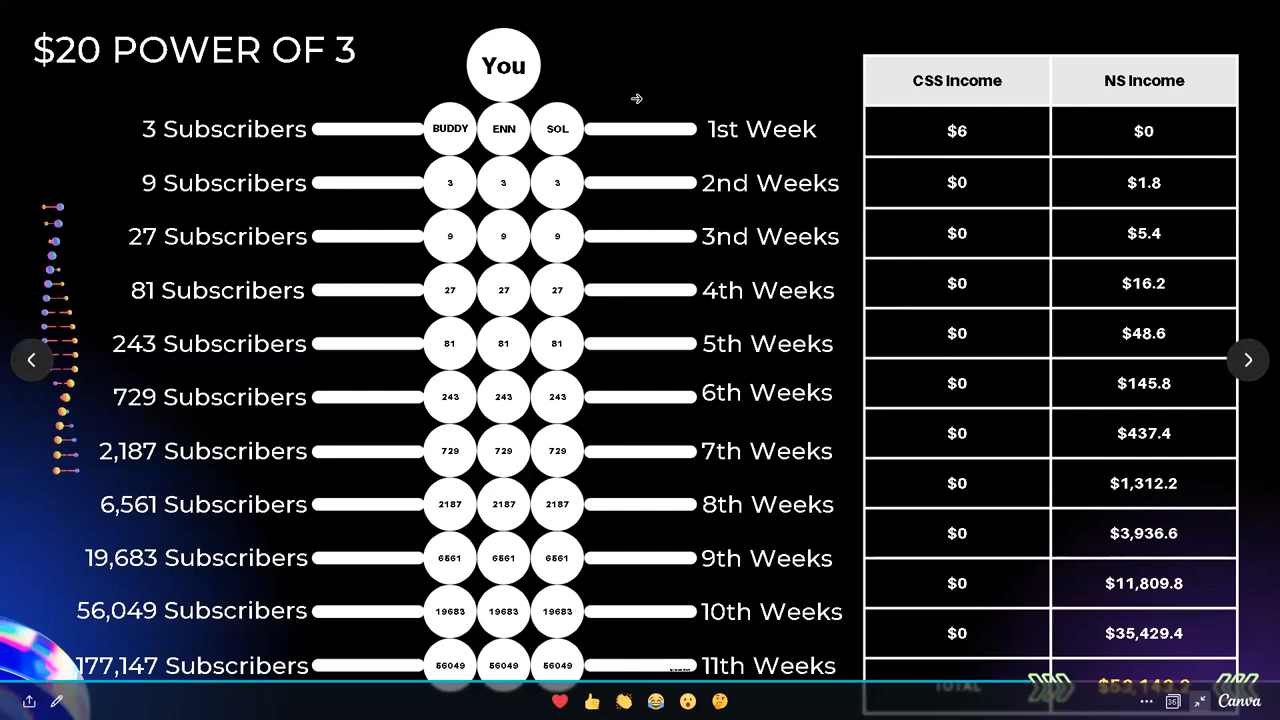 $20 POWER OF 3
You
3 Subscribers BUDDY ENN SOL 1st Week
9 Subscribers 3 3 3 2nd Weeks
27 Subscribers 9 9 9 3nd Weeks
81 Subscribers 27 27 27 4th Weeks
243 Subscribers 81 81 81 5th Weeks
729 Subscribers 243 243 243 6th Weeks
2,187 Subscribers 729 729 729 7th Weeks
6,561 Subscribers 2187 2187 2187 8th Weeks
19,683 Subscribers 6561 6561 6561 9th Weeks
56,049 Subscribers 19683 19683 19683 10th Weeks
177,147 Subscribers 56049 56049 56049 11th Weeks
CSS Income NS Income
$6 $0
$0 $1.8
$0 $5.4
$0 $16.2
$0 $48.6
$0 $145.8
$0 $437.4
$0 $1,312.2
$0 $3,936.6
$0 $11,809.8
$0 $35,429.4
TOTAL
36
Canva